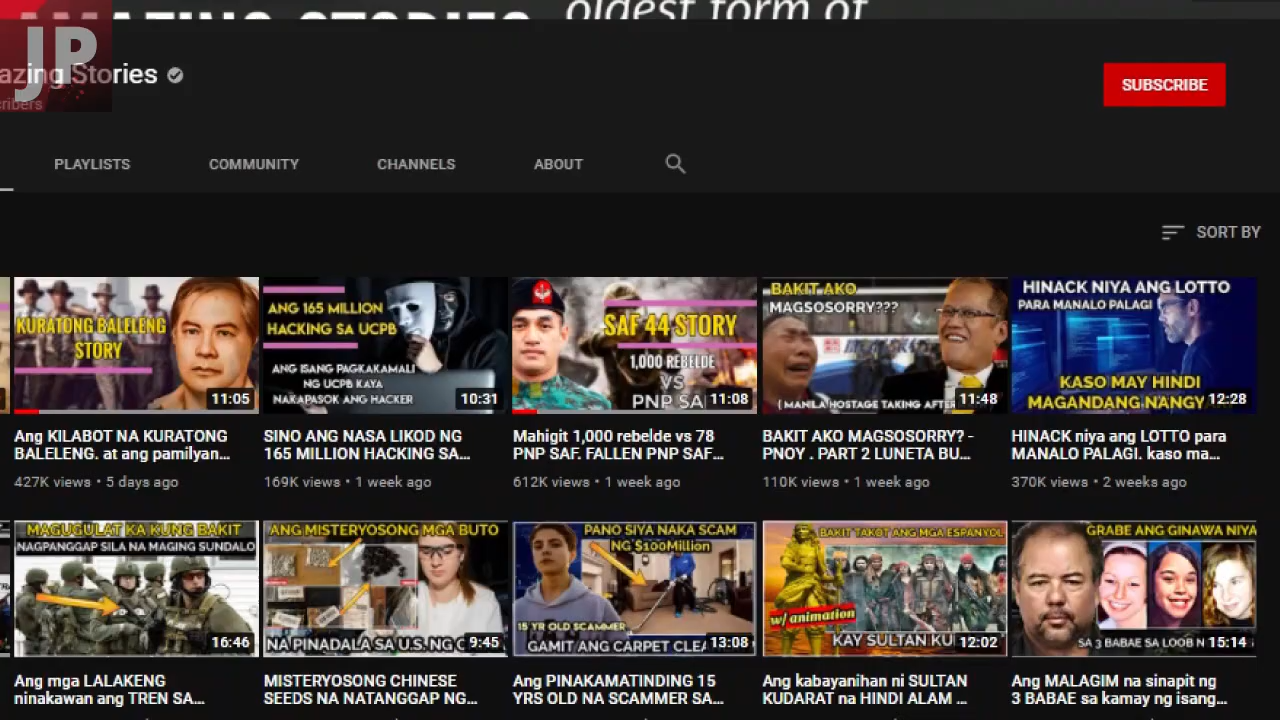 AMAZING STORIES
oldest form of
JP
azing Stories
cribers
SUBSCRIBE
PLAYLISTS
COMMUNITY
CHANNELS
ABOUT
SORT BY
KURATONG BALELENG
STORY
11:05
ANG 165 MILLION
HACKING SA UCPB
ANG ISANG PAGKAKAMALI
NG UCPB KAYA
NAKAPASOK ANG HACKER
10:31
SAF 44 STORY
1,000 REBELDE
VS
PNP SA
11:08
BAKIT AKO
MAGSOSORRY???
( MANILA HOSTAGE TAKING AFTER
11:48
HINACK NIYA ANG LOTTO
PARA MANALO PALAGI
KASO MAY HINDI
MAGANDANG NANGY
12:28
Ang KILABOT NA KURATONG
BALELENG. at ang pamilyan...
427K views • 5 days ago
SINO ANG NASA LIKOD NG
165 MILLION HACKING SA...
169K views • 1 week ago
Mahigit 1,000 rebelde vs 78
PNP SAF. FALLEN PNP SAF...
612K views • 1 week ago
BAKIT AKO MAGSOSORRY? -
PNOY . PART 2 LUNETA BU...
110K views • 1 week ago
HINACK niya ang LOTTO para
MANALO PALAGI. kaso ma...
370K views • 2 weeks ago
MAGUGULAT KA KUNG BAKIT
NAGPANGGAP SILA NA MAGING SUNDALO
16:46
ANG MISTERYOSONG MGA BUTO
NA PINADALA SA U.S. NG C
9:45
PANO SIYA NAKA SCAM
NG $100Million
15 YR OLD SCAMMER
GAMIT ANG CARPET CLEA
13:08
BAKIT TAKOT ANG MGA ESPANYOL
w/ animation
KAY SULTAN KU
12:02
GRABE ANG GINAWA NIYA
SA 3 BABAE SA LOOB N
15:14
Ang mga LALAKENG
ninakawan ang TREN SA...
MISTERYOSONG CHINESE
SEEDS NA NATANGGAP NG...
Ang PINAKAMATINDING 15
YRS OLD NA SCAMMER SA...
Ang kabayanihan ni SULTAN
KUDARAT na HINDI ALAM ...
Ang MALAGIM na sinapit ng
3 BABAE sa kamay ng isang...